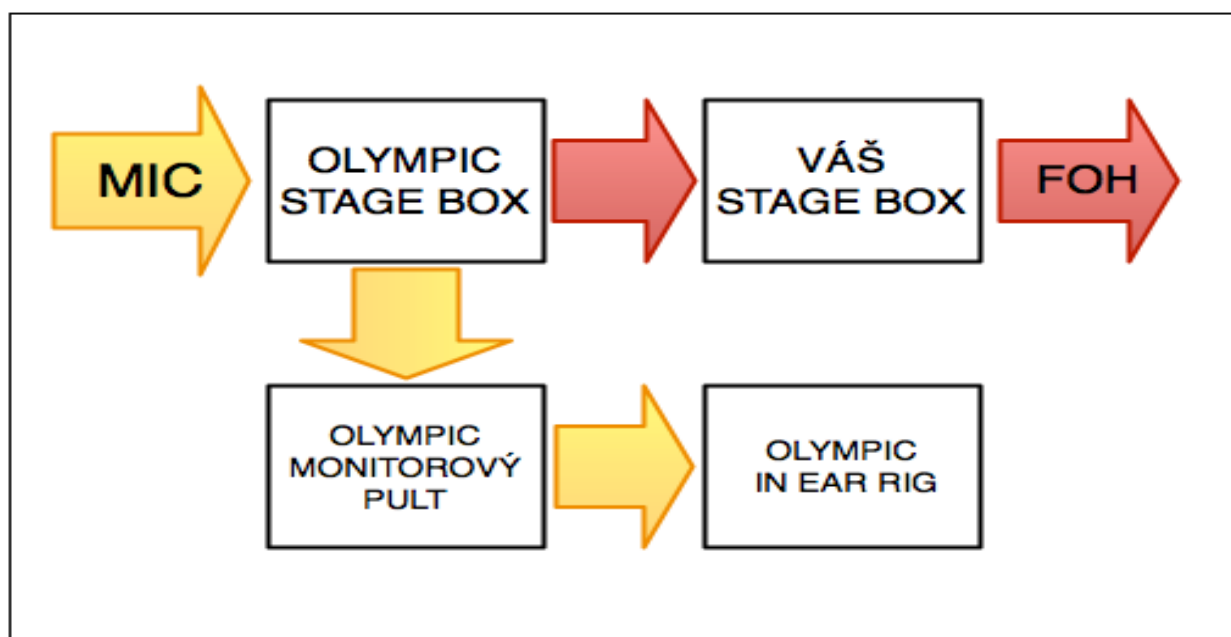 MIC
OLYMPIC
STAGE BOX
VÁŠ
STAGE BOX
FOH
OLYMPIC
MONITOROVÝ
PULT
OLYMPIC
IN EAR RIG